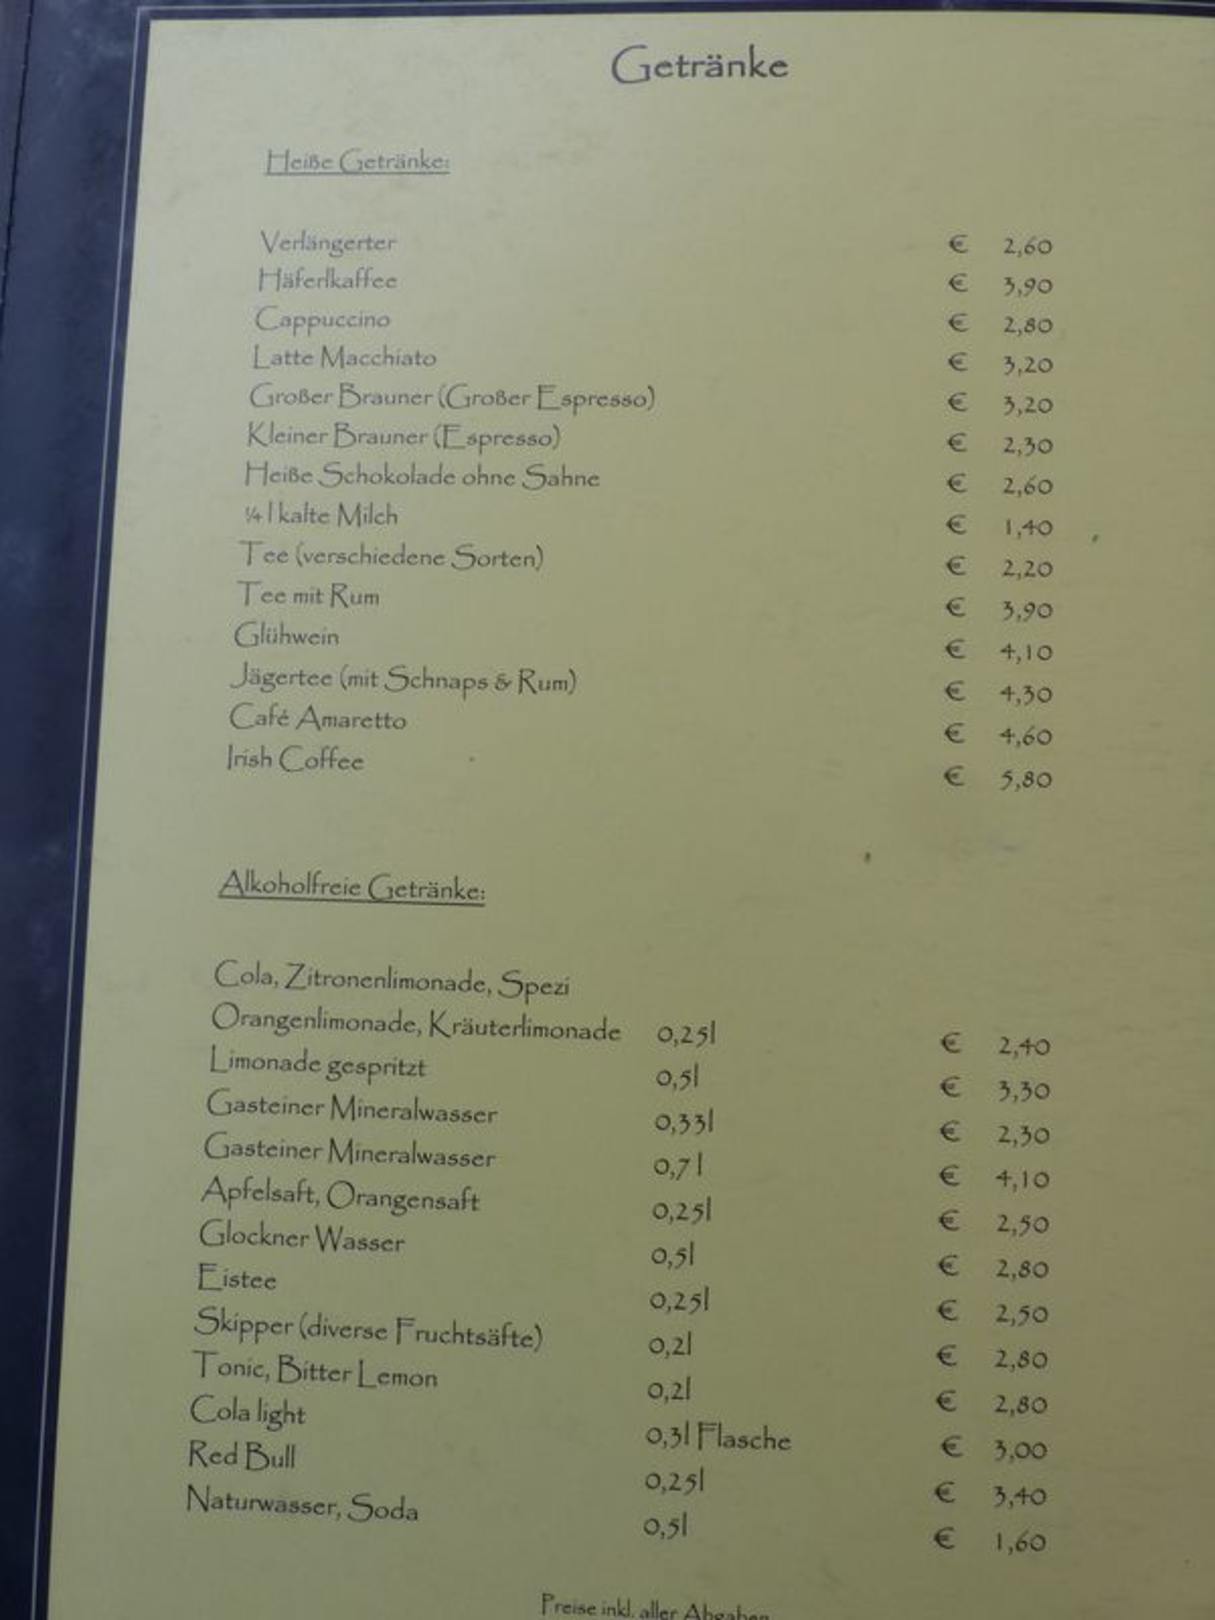 Getränke
Heiße Getränke:
Verlängerter € 2,60
Häferlkaffee € 3,90
Cappuccino € 2,80
Latte Macchiato € 3,20
Großer Brauner (Großer Espresso) € 3,20
Kleiner Brauner (Espresso) € 2,30
Heiße Schokolade ohne Sahne € 2,60
¼ l kalte Milch € 1,40
Tee (verschiedene Sorten) € 2,20
Tee mit Rum € 3,90
Glühwein € 4,10
Jägertee (mit Schnaps & Rum) € 4,30
Café Amaretto € 4,60
Irish Coffee € 5,80
Alkoholfreie Getränke:
Cola, Zitronenlimonade, Spezi
Orangenlimonade, Kräuterlimonade 0,25l € 2,40
Limonade gespritzt 0,5l € 3,30
Gasteiner Mineralwasser 0,33l € 2,30
Gasteiner Mineralwasser 0,7 l € 4,10
Apfelsaft, Orangensaft 0,25l € 2,50
Glockner Wasser 0,5l € 2,80
Eistee 0,25l € 2,50
Skipper (diverse Fruchtsäfte) 0,2l € 2,80
Tonic, Bitter Lemon 0,2l € 2,80
Cola light 0,3l Flasche € 3,00
Red Bull 0,25l € 3,40
Naturwasser, Soda 0,5l € 1,60
Preise inkl. aller Abgaben